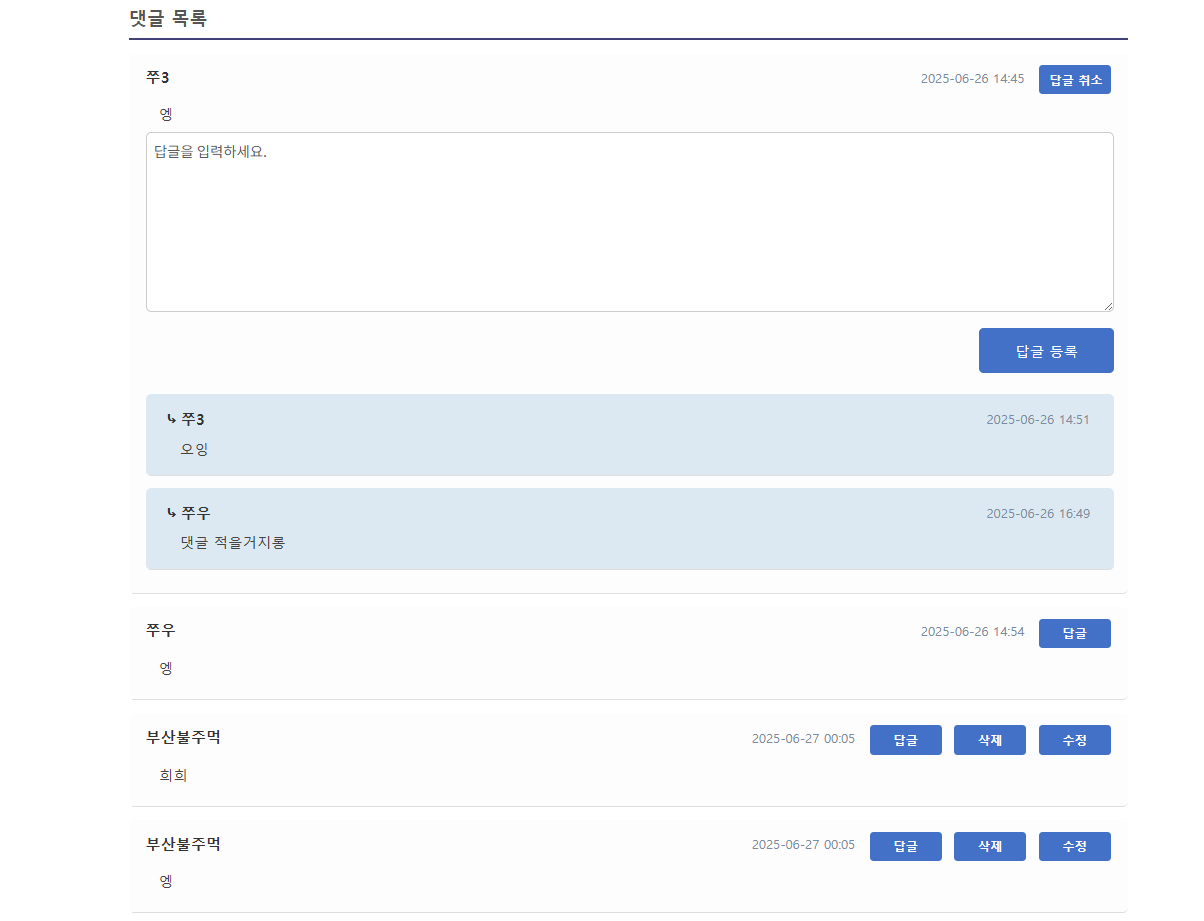 댓글 목록
쭈3 2025-06-26 14:45 답글 취소
엥
답글을 입력하세요.
답글 등록
↳ 쭈3 2025-06-26 14:51
오잉
↳ 쭈우 2025-06-26 16:49
댓글 적을거지롱
쭈우 2025-06-26 14:54 답글
엥
부산불주먹 2025-06-27 00:05 답글 삭제 수정
희희
부산불주먹 2025-06-27 00:05 답글 삭제 수정
엥